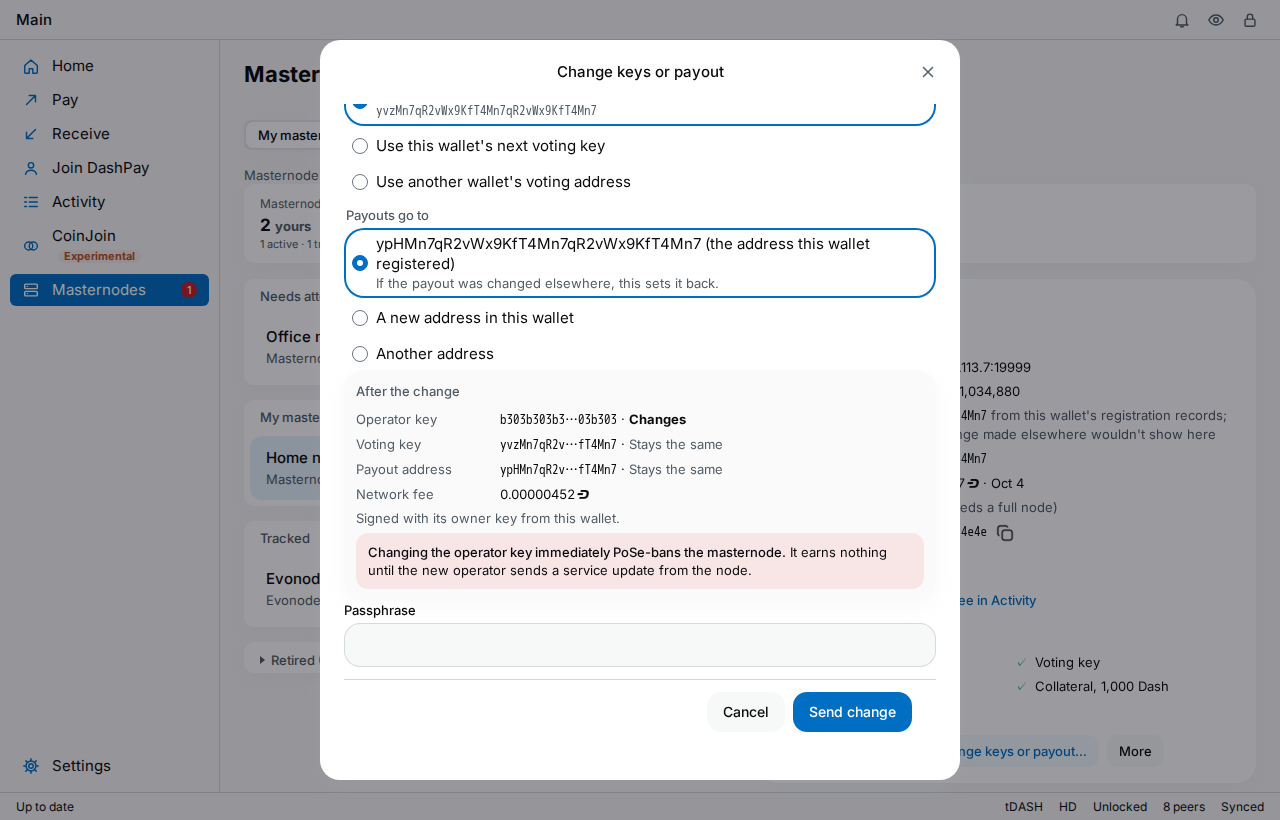 Main
Home
Pay
Receive
Join DashPay
Activity
CoinJoin
Experimental
Masternodes
1
Settings
Master
My master
Masternode
Masternod
2 yours
1 active · 1 t
Needs atte
Office n
Masterno
My maste
Home n
Masterno
Tracked
Evonod
Evonode
Retired
Change keys or payout
yvzMn7qR2vWx9KfT4Mn7qR2vWx9KfT4Mn7
Use this wallet's next voting key
Use another wallet's voting address
Payouts go to
ypHMn7qR2vWx9KfT4Mn7qR2vWx9KfT4Mn7 (the address this wallet
registered)
If the payout was changed elsewhere, this sets it back.
A new address in this wallet
Another address
After the change
Operator key b303b303b3···03b303 · Changes
Voting key yvzMn7qR2v···fT4Mn7 · Stays the same
Payout address ypHMn7qR2v···fT4Mn7 · Stays the same
Network fee 0.00000452
Signed with its owner key from this wallet.
Changing the operator key immediately PoSe-bans the masternode. It earns nothing
until the new operator sends a service update from the node.
Passphrase
Cancel
Send change
.113.7:19999
1,034,880
4Mn7 from this wallet's registration records;
nge made elsewhere wouldn't show here
4Mn7
7 · Oct 4
eds a full node)
4e4e
ee in Activity
✓ Voting key
✓ Collateral, 1,000 Dash
nge keys or payout...
More
Up to date
tDASH
HD
Unlocked
8 peers
Synced